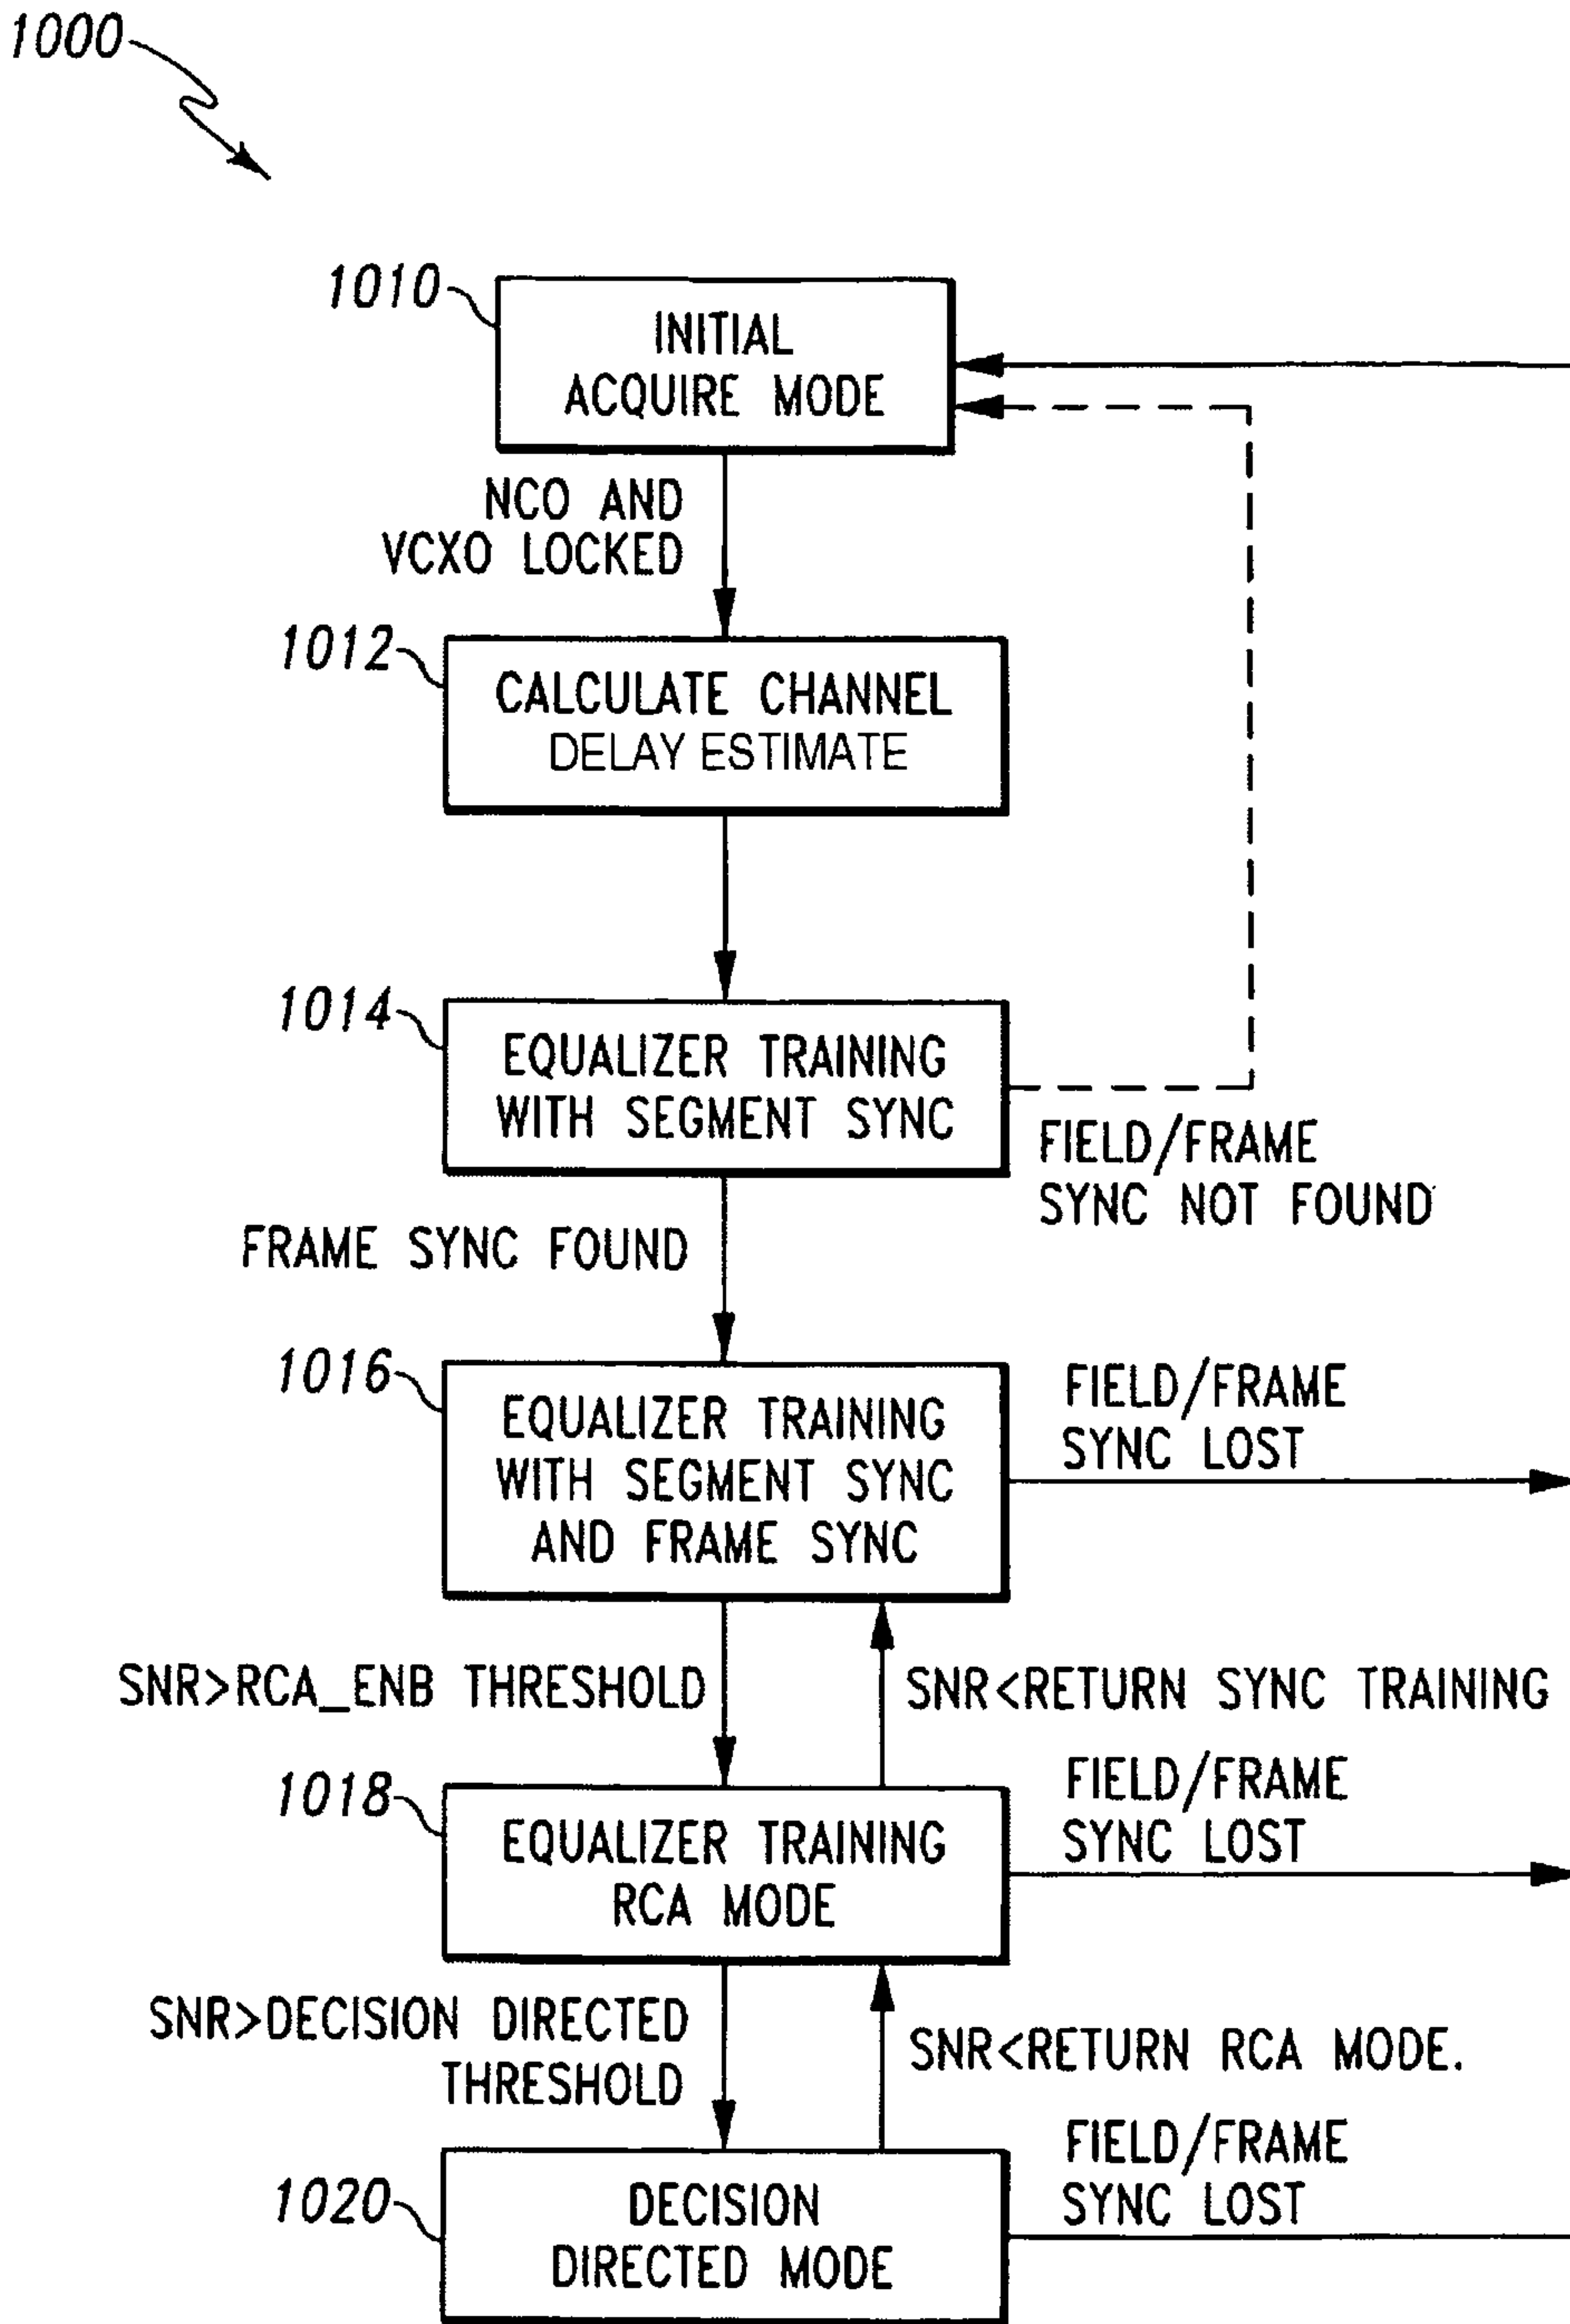 1000
1010
INITIAL
ACQUIRE MODE
NCO AND
VCXO LOCKED
1012
CALCULATE CHANNEL
DELAY ESTIMATE
1014
EQUALIZER TRAINING
WITH SEGMENT SYNC
FIELD/FRAME
SYNC NOT FOUND
FRAME SYNC FOUND
1016
EQUALIZER TRAINING
WITH SEGMENT SYNC
AND FRAME SYNC
FIELD/FRAME
SYNC LOST
SNR>RCA_ENB THRESHOLD
SNR<RETURN SYNC TRAINING
1018
EQUALIZER TRAINING
RCA MODE
FIELD/FRAME
SYNC LOST
SNR>DECISION DIRECTED
THRESHOLD
SNR<RETURN RCA MODE.
1020
DECISION
DIRECTED MODE
FIELD/FRAME
SYNC LOST